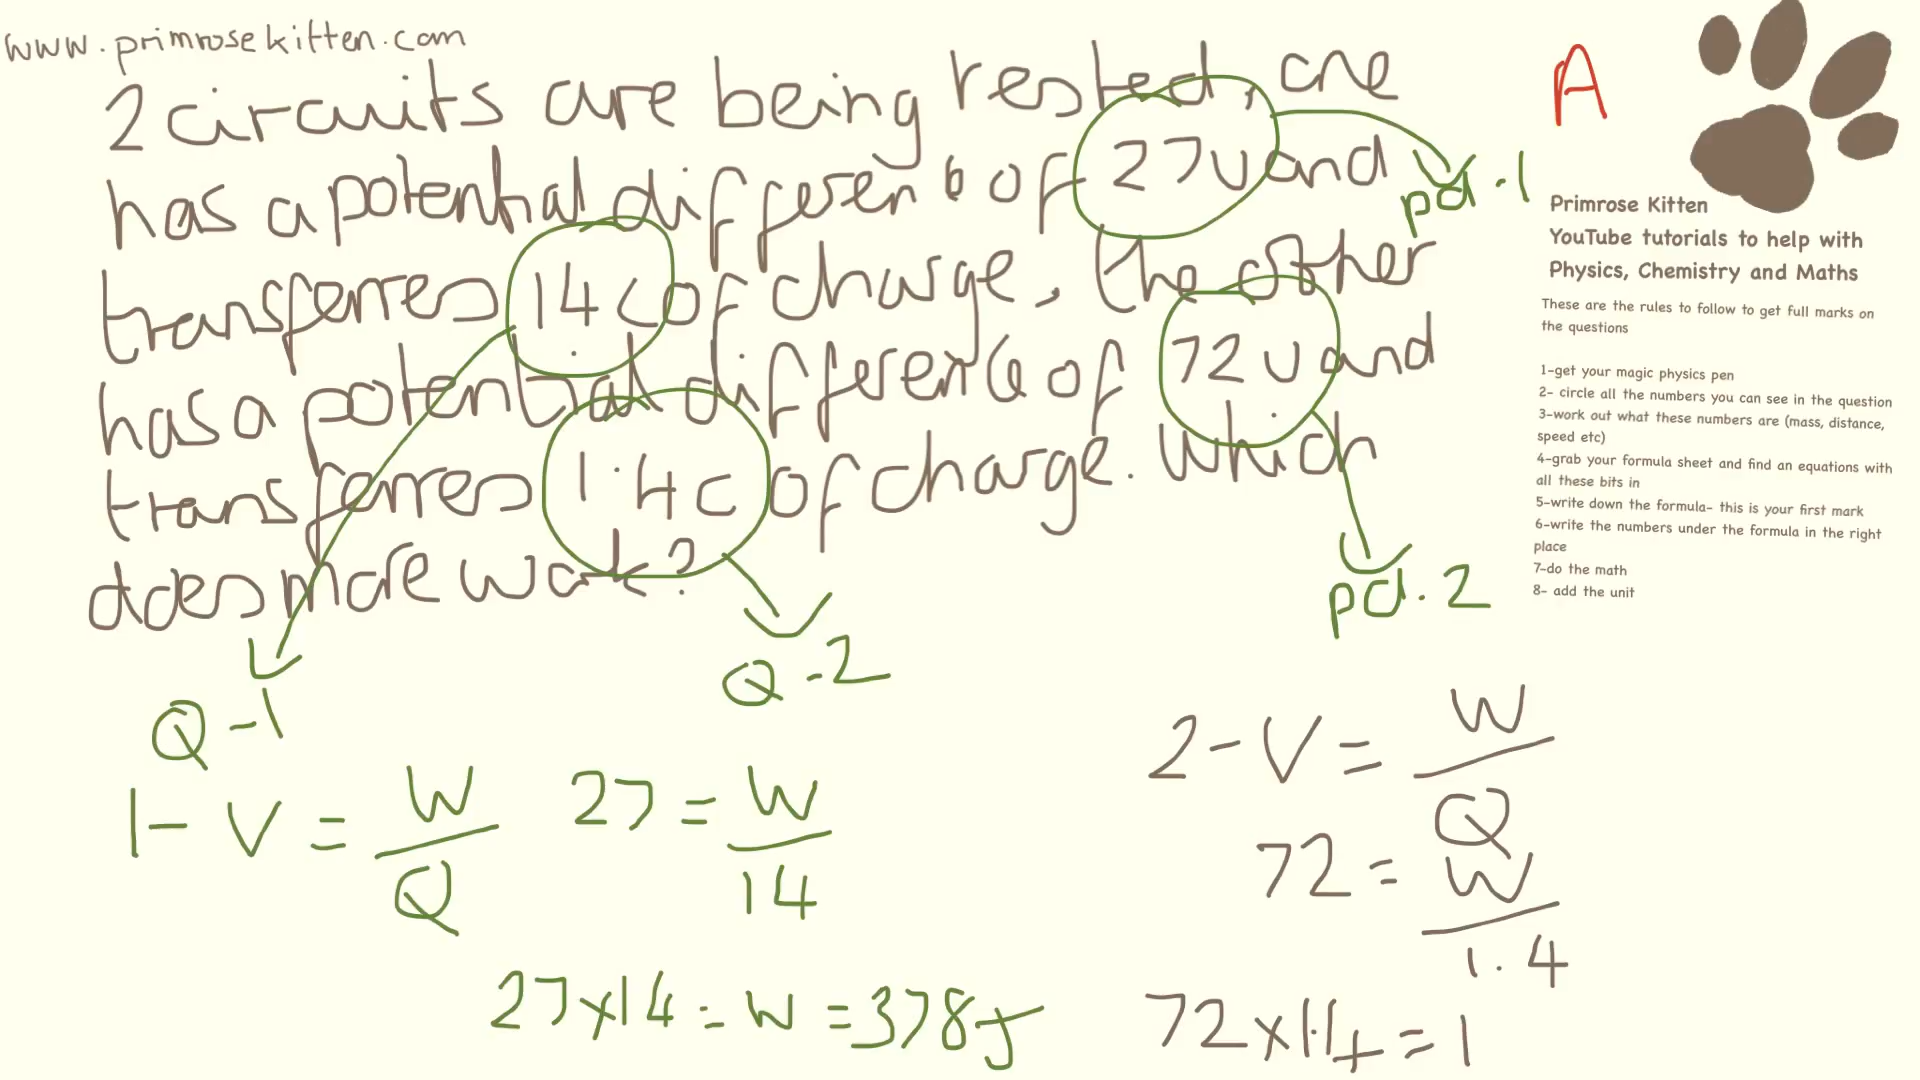 www.primrosekitten.com
2 circuits are being tested, one
has a potential difference of 27V and
transferres 14C of charge, the other
has a potential difference of 72V and
transferres 1.4C of charge. Which
does more work?
A
pd-1
pd.2
Q-1
Q-2
1- V = W/Q 27 = W/14
27x14 = W = 378J
2- V = W/Q
72 = W/1.4
72x1.4 = 1
Primrose Kitten
YouTube tutorials to help with
Physics, Chemistry and Maths
These are the rules to follow to get full marks on
the questions
1-get your magic physics pen
2- circle all the numbers you can see in the question
3-work out what these numbers are (mass, distance,
speed etc)
4-grab your formula sheet and find an equations with
all these bits in
5-write down the formula- this is your first mark
6-write the numbers under the formula in the right
place
7-do the math
8- add the unit